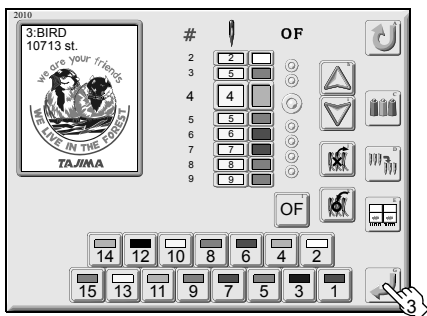 2010
3:BIRD
10713 st.
we are your friends
WE LIVE IN THE FOREST
TAJIMA
# OF
2 2
3 5
4 4
5 5
6 6
7 7
8 8
9 9
OF
14 12 10 8 6 4 2
15 13 11 9 7 5 3 1
3